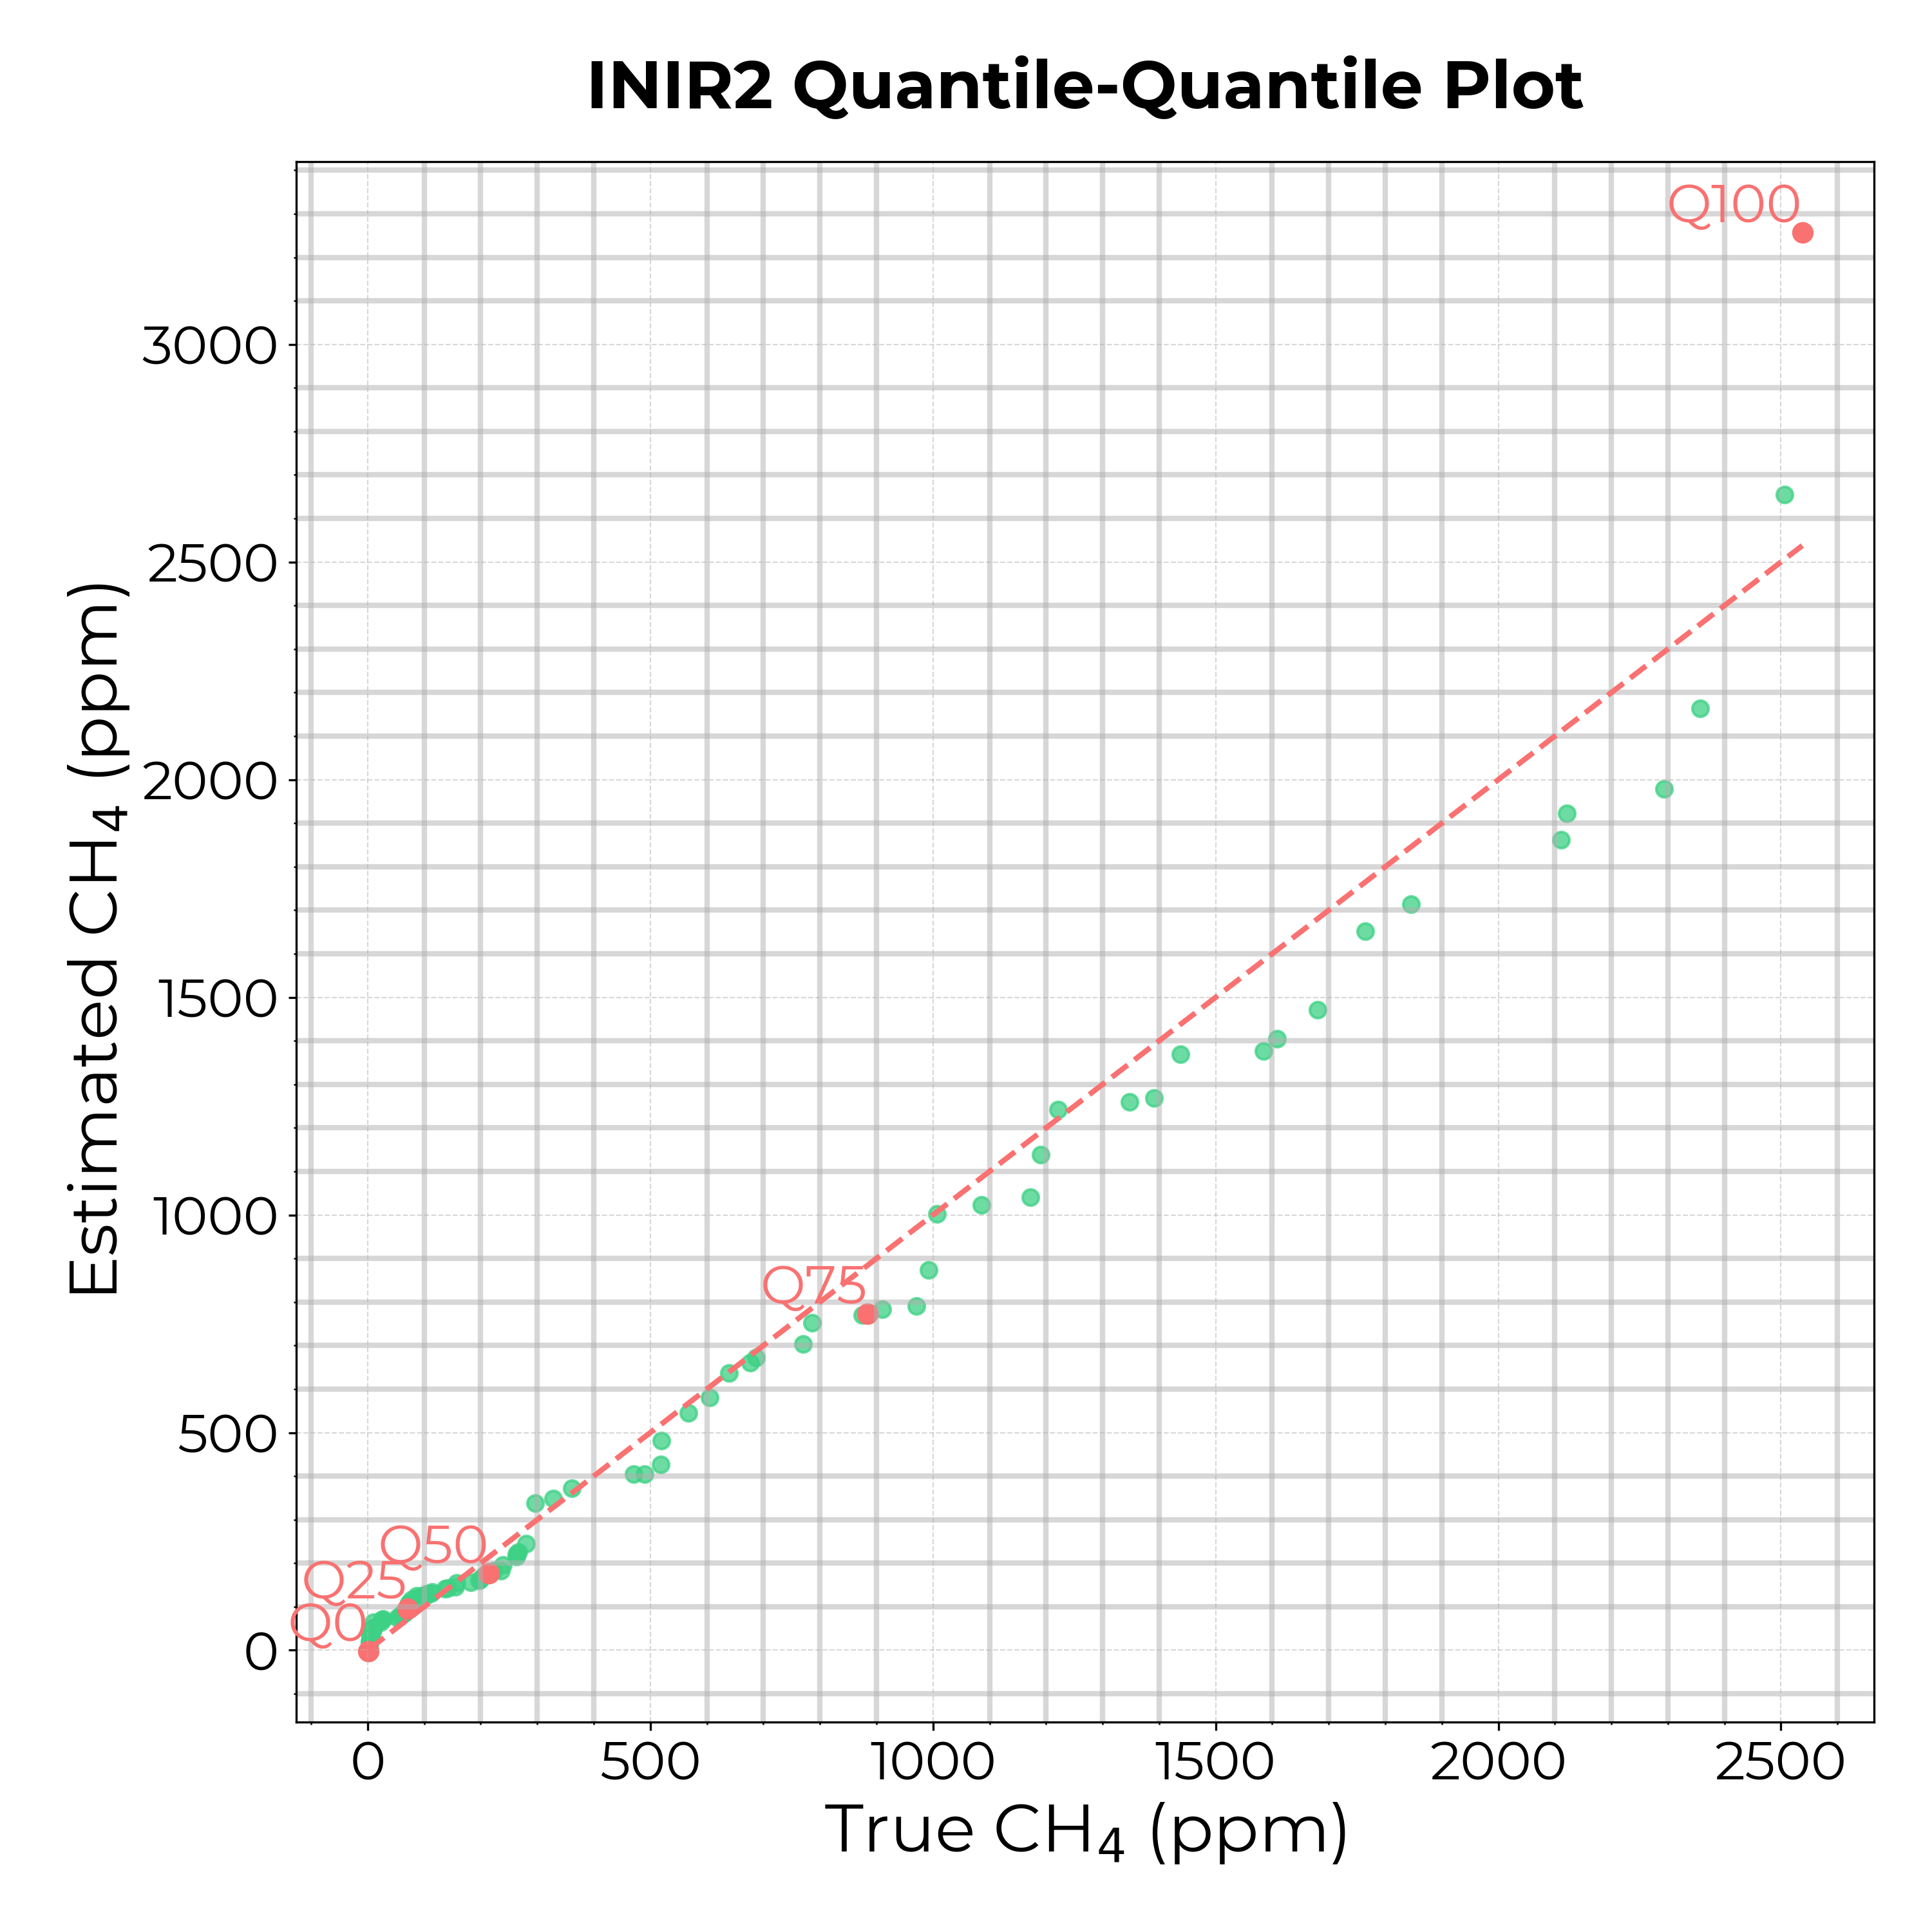 INIR2 Quantile-Quantile Plot
Estimated CH₄ (ppm)
3000
2500
2000
1500
1000
500
0
Q100
Q75
Q50
Q25
Q0
0 500 1000 1500 2000 2500
True CH₄ (ppm)